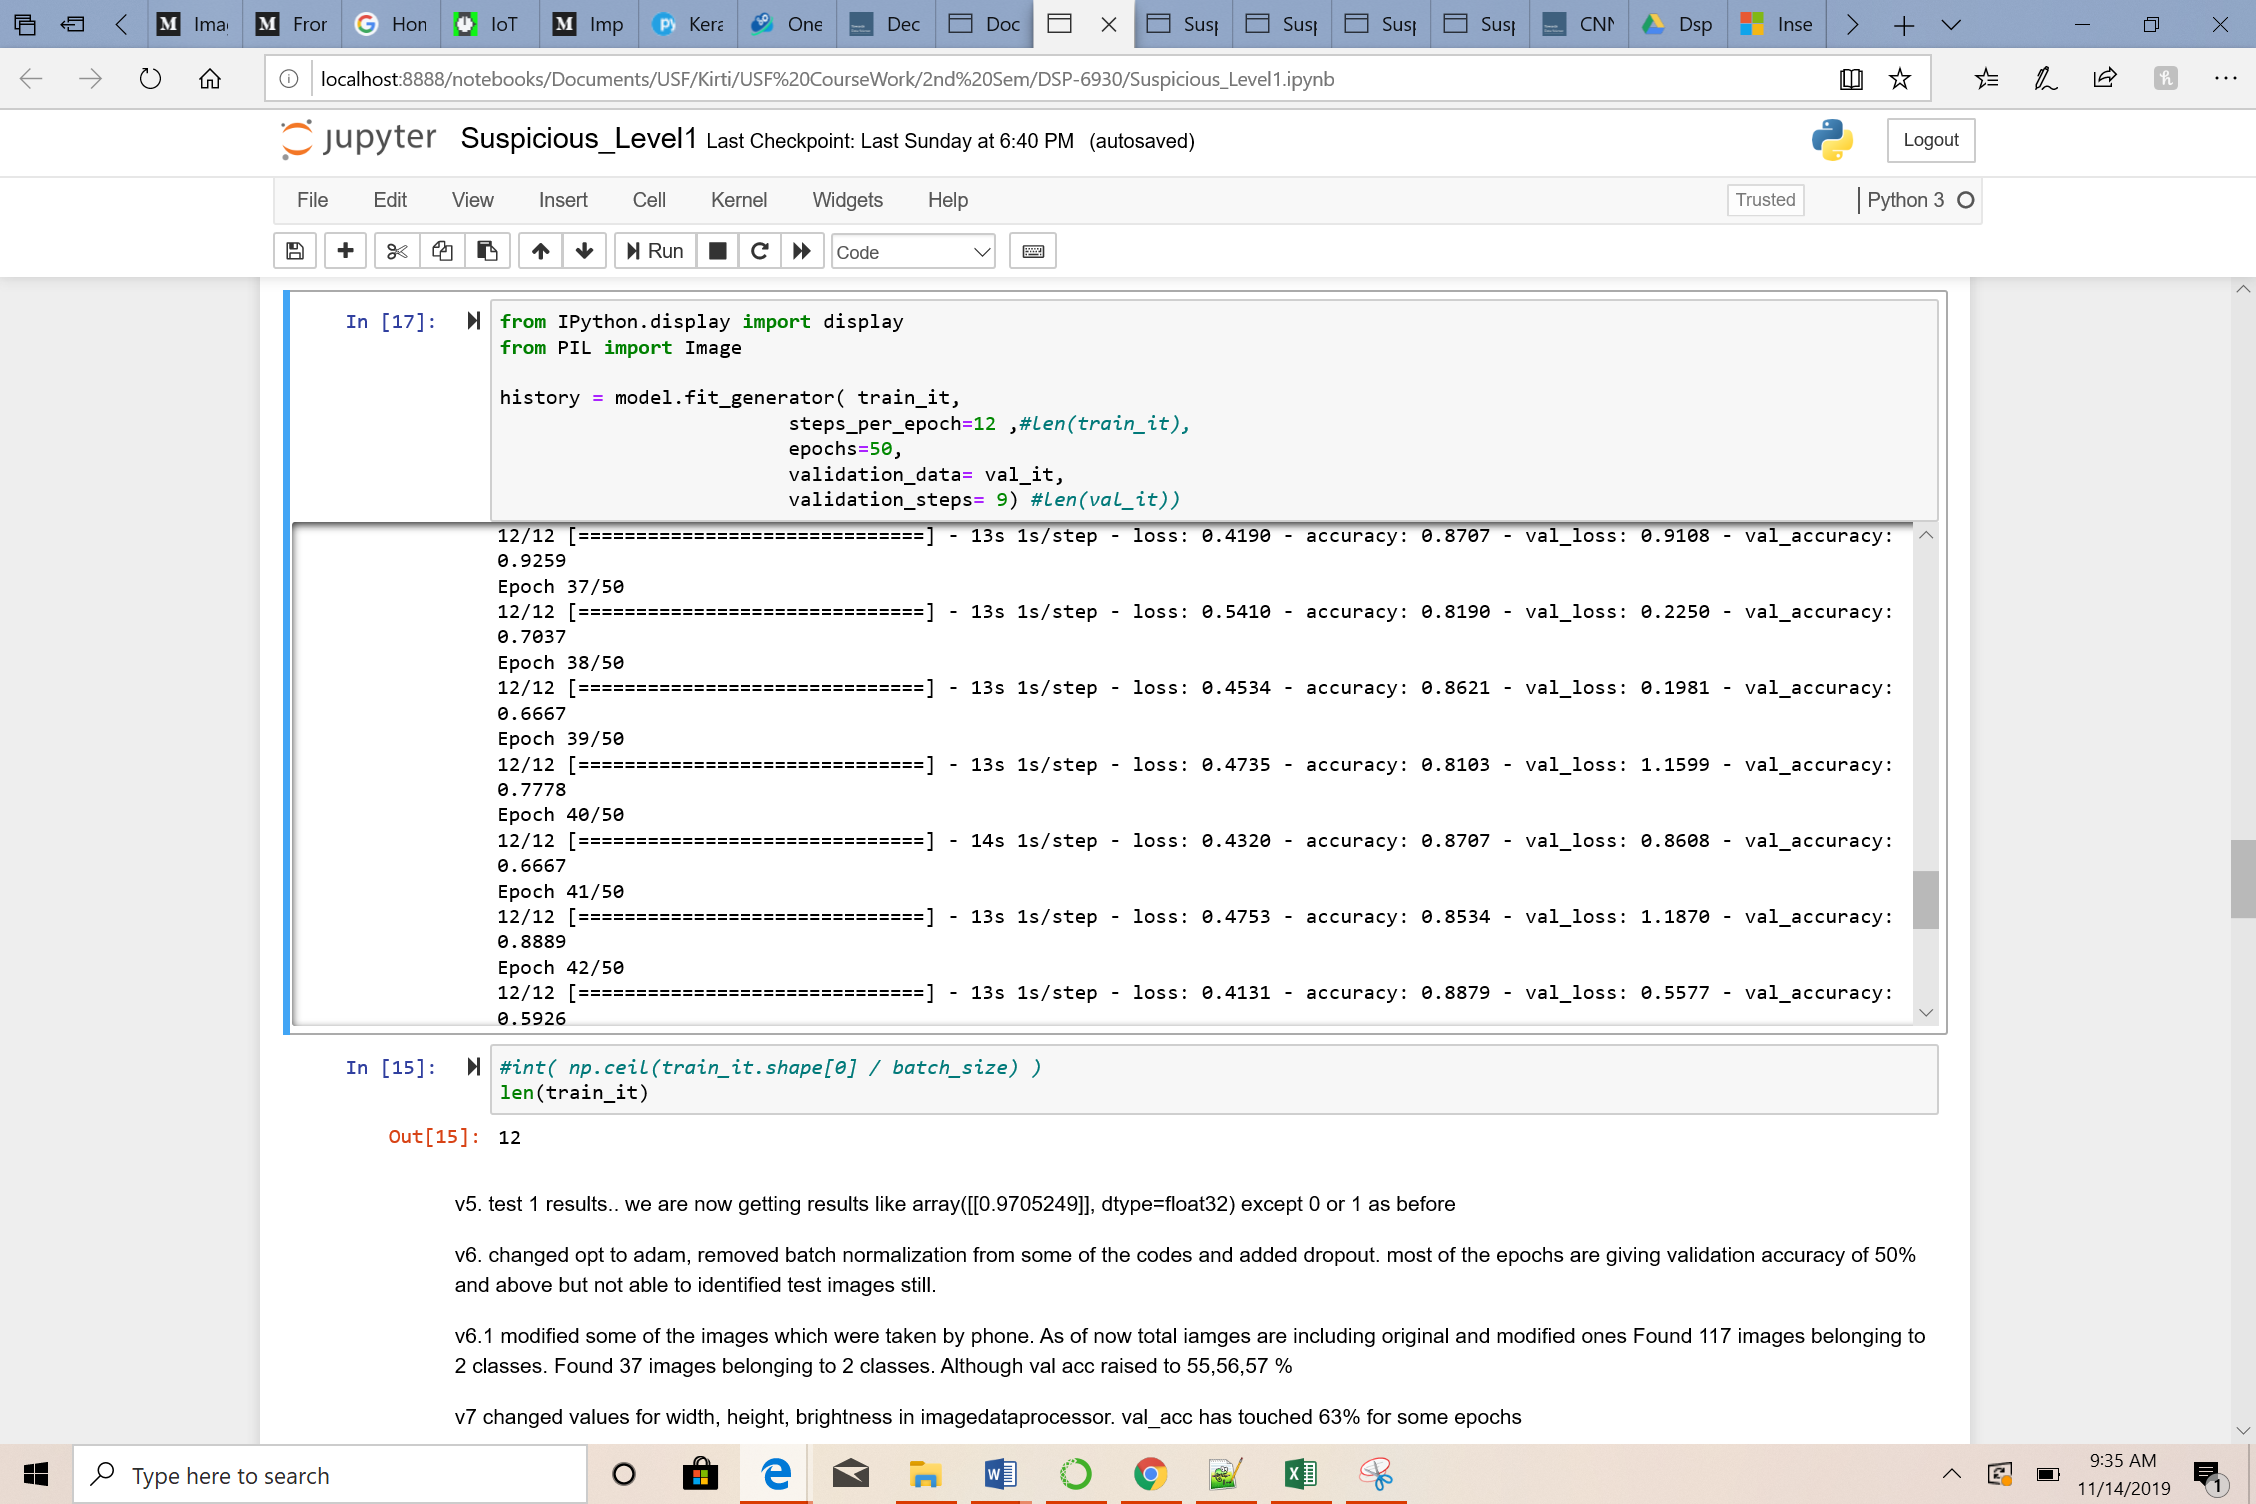 Ima
Fror
Hon
IoT
Imp
Kera
One
Dec
Doc
Susp
Susp
Susp
Susp
CNN
Dsp
Inse
localhost:8888/notebooks/Documents/USF/Kirti/USF%20CourseWork/2nd%20Sem/DSP-6930/Suspicious_Level1.ipynb
jupyter Suspicious_Level1 Last Checkpoint: Last Sunday at 6:40 PM (autosaved)
Logout
File Edit View Insert Cell Kernel Widgets Help
Trusted
Python 3
Run
Code
In [17]:
from IPython.display import display
from PIL import Image
history = model.fit_generator( train_it,
steps_per_epoch=12 ,#len(train_it),
epochs=50,
validation_data= val_it,
validation_steps= 9) #len(val_it))
12/12 [==============================] - 13s 1s/step - loss: 0.4190 - accuracy: 0.8707 - val_loss: 0.9108 - val_accuracy:
0.9259
Epoch 37/50
12/12 [==============================] - 13s 1s/step - loss: 0.5410 - accuracy: 0.8190 - val_loss: 0.2250 - val_accuracy:
0.7037
Epoch 38/50
12/12 [==============================] - 13s 1s/step - loss: 0.4534 - accuracy: 0.8621 - val_loss: 0.1981 - val_accuracy:
0.6667
Epoch 39/50
12/12 [==============================] - 13s 1s/step - loss: 0.4735 - accuracy: 0.8103 - val_loss: 1.1599 - val_accuracy:
0.7778
Epoch 40/50
12/12 [==============================] - 14s 1s/step - loss: 0.4320 - accuracy: 0.8707 - val_loss: 0.8608 - val_accuracy:
0.6667
Epoch 41/50
12/12 [==============================] - 13s 1s/step - loss: 0.4753 - accuracy: 0.8534 - val_loss: 1.1870 - val_accuracy:
0.8889
Epoch 42/50
12/12 [==============================] - 13s 1s/step - loss: 0.4131 - accuracy: 0.8879 - val_loss: 0.5577 - val_accuracy:
0.5926
In [15]:
#int( np.ceil(train_it.shape[0] / batch_size) )
len(train_it)
Out[15]: 12
v5. test 1 results.. we are now getting results like array([[0.9705249]], dtype=float32) except 0 or 1 as before
v6. changed opt to adam, removed batch normalization from some of the codes and added dropout. most of the epochs are giving validation accuracy of 50%
and above but not able to identified test images still.
v6.1 modified some of the images which were taken by phone. As of now total iamges are including original and modified ones Found 117 images belonging to
2 classes. Found 37 images belonging to 2 classes. Although val acc raised to 55,56,57 %
v7 changed values for width, height, brightness in imagedataprocessor. val_acc has touched 63% for some epochs
Type here to search
9:35 AM
11/14/2019
1